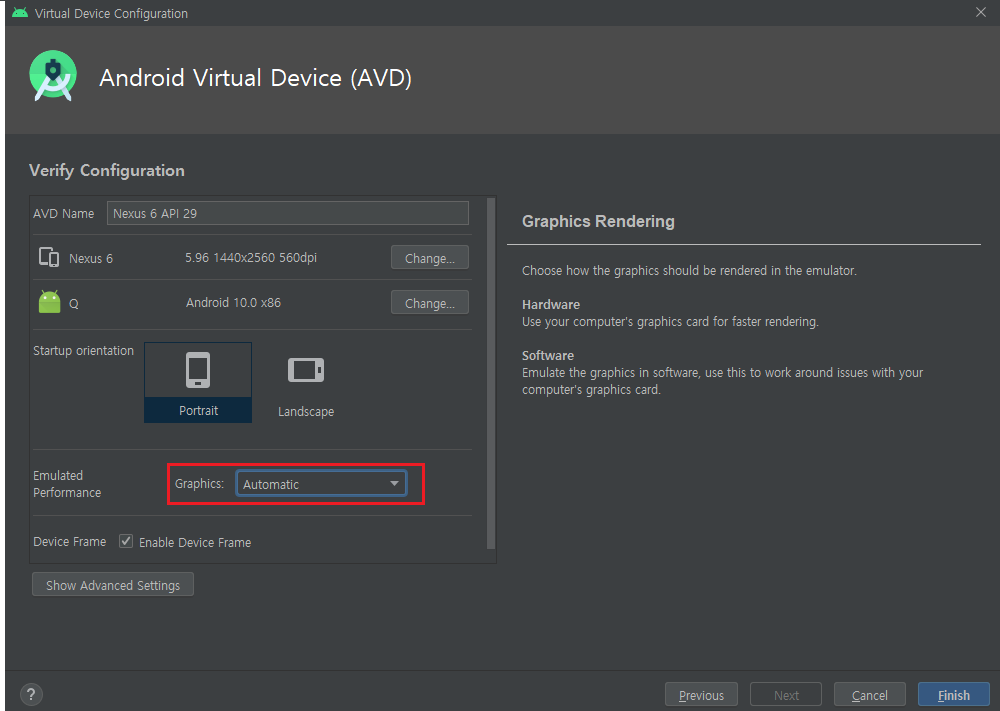 Virtual Device Configuration
Android Virtual Device (AVD)
Verify Configuration
AVD Name Nexus 6 API 29
Nexus 6 5.96 1440x2560 560dpi Change...
Q Android 10.0 x86 Change...
Startup orientation
Portrait
Landscape
Emulated
Performance
Graphics: Automatic
Device Frame Enable Device Frame
Show Advanced Settings
Graphics Rendering
Choose how the graphics should be rendered in the emulator.
Hardware
Use your computer's graphics card for faster rendering.
Software
Emulate the graphics in software, use this to work around issues with your
computer's graphics card.
? Previous Next Cancel Finish